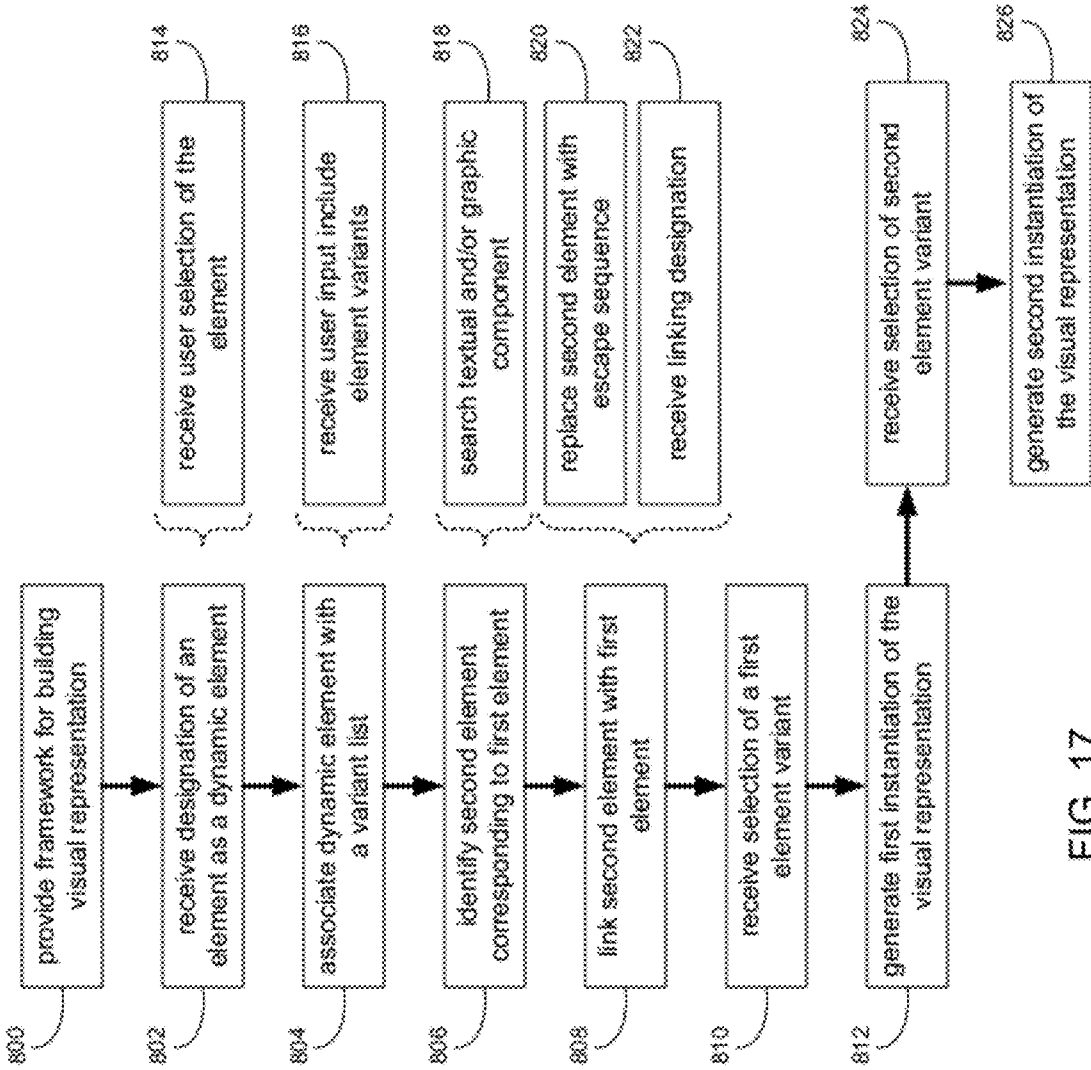 800
provide framework for building
visual representation
802
receive designation of an
element as a dynamic element
814
receive user selection of the
element
804
associate dynamic element with
a variant list
816
receive user input include
element variants
806
identify second element
corresponding to first element
818
search textual and/or graphic
component
808
link second element with first
element
820
replace second element with
escape sequence
822
receive linking designation
810
receive selection of a first
element variant
812
generate first instantiation of the
visual representation
824
receive selection of second
element variant
826
generate second instantiation of
the visual representation
FIG. 17